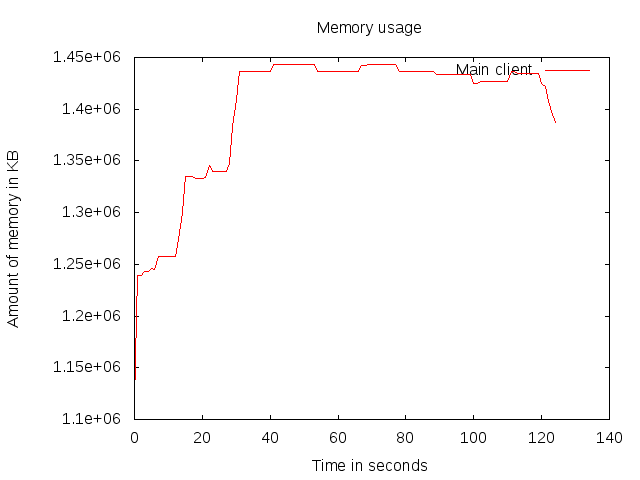 Memory usage
Main client
1.45e+06
1.4e+06
1.35e+06
1.3e+06
1.25e+06
1.2e+06
1.15e+06
1.1e+06
Amount of memory in KB
0 20 40 60 80 100 120 140
Time in seconds